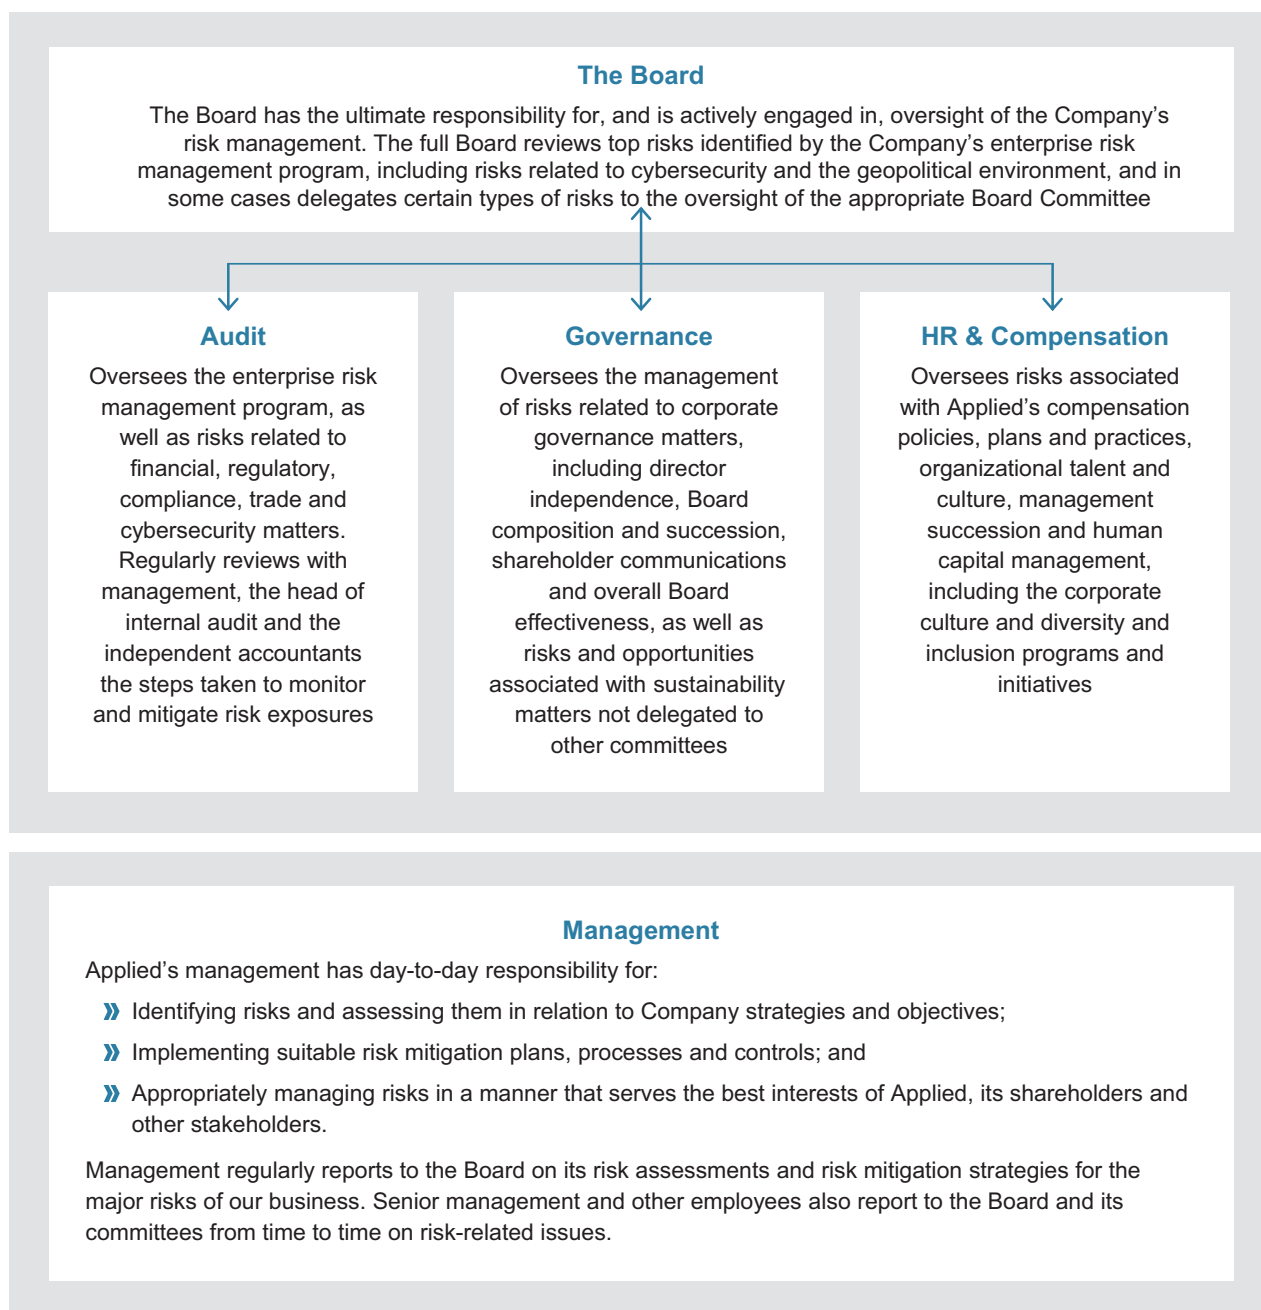 The Board
The Board has the ultimate responsibility for, and is actively engaged in, oversight of the Company’s
risk management. The full Board reviews top risks identified by the Company’s enterprise risk
management program, including risks related to cybersecurity and the geopolitical environment, and in
some cases delegates certain types of risks to the oversight of the appropriate Board Committee
Audit
Oversees the enterprise risk
management program, as
well as risks related to
financial, regulatory,
compliance, trade and
cybersecurity matters.
Regularly reviews with
management, the head of
internal audit and the
independent accountants
the steps taken to monitor
and mitigate risk exposures
Governance
Oversees the management
of risks related to corporate
governance matters,
including director
independence, Board
composition and succession,
shareholder communications
and overall Board
effectiveness, as well as
risks and opportunities
associated with sustainability
matters not delegated to
other committees
HR & Compensation
Oversees risks associated
with Applied’s compensation
policies, plans and practices,
organizational talent and
culture, management
succession and human
capital management,
including the corporate
culture and diversity and
inclusion programs and
initiatives
Management
Applied’s management has day-to-day responsibility for:
Identifying risks and assessing them in relation to Company strategies and objectives;
Implementing suitable risk mitigation plans, processes and controls; and
Appropriately managing risks in a manner that serves the best interests of Applied, its shareholders and
other stakeholders.
Management regularly reports to the Board on its risk assessments and risk mitigation strategies for the
major risks of our business. Senior management and other employees also report to the Board and its
committees from time to time on risk-related issues.